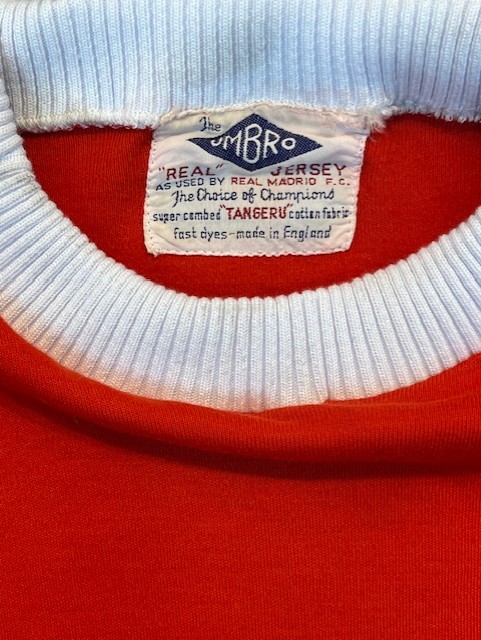 The
UMBRO
"REAL" JERSEY
AS USED BY REAL MADRID F.C.
The Choice of Champions
super combed "TANGERU" cotton fabric
fast dyes-made in England